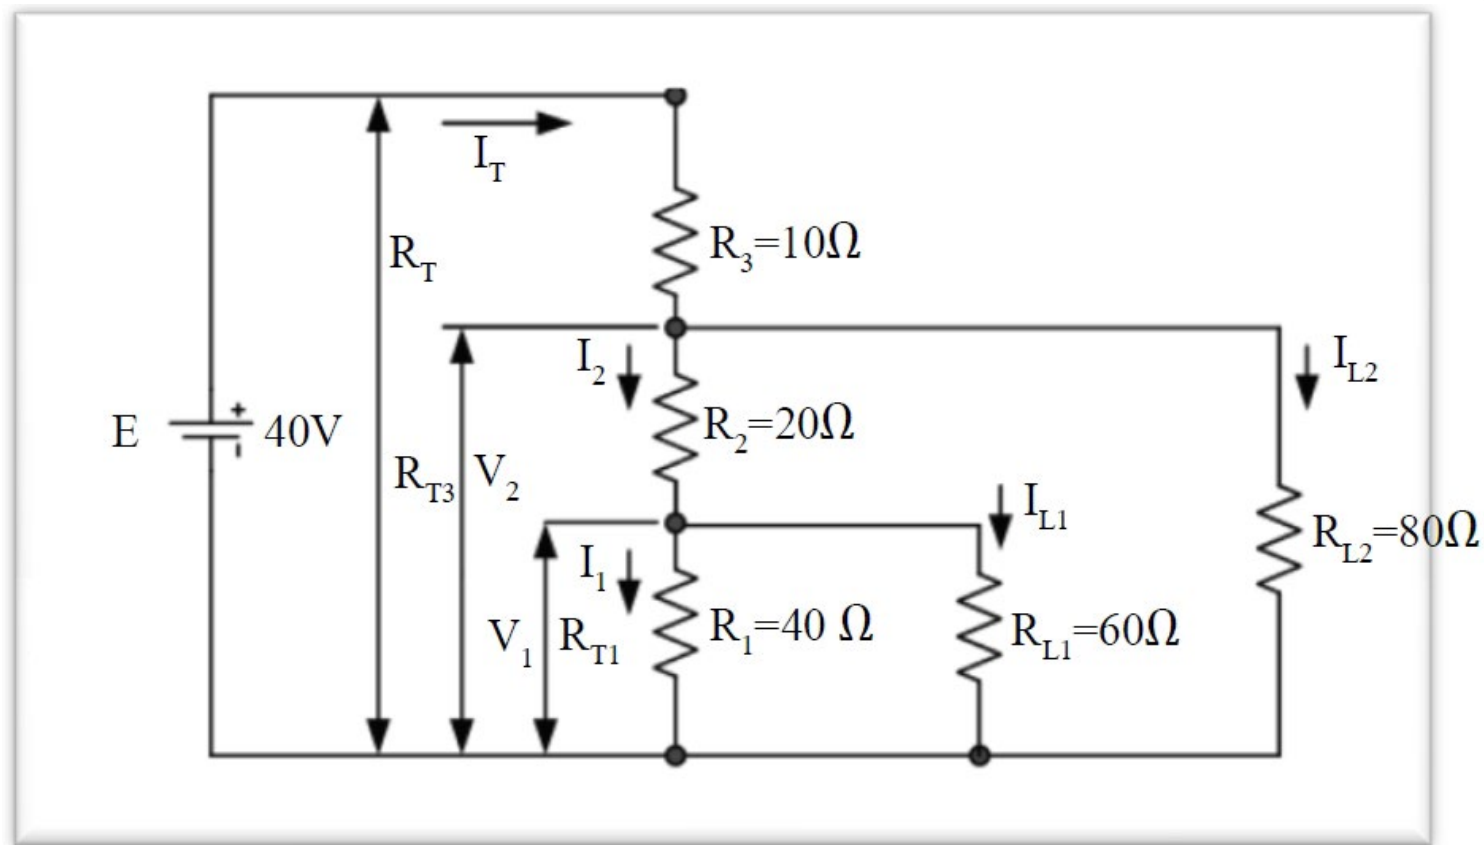 I_T
R_T
R_3=10Ω
I_2
I_L2
E
+
40V
-
R_2=20Ω
R_T3
V_2
I_L1
R_L2=80Ω
I_1
V_1
R_T1
R_1=40 Ω
R_L1=60Ω